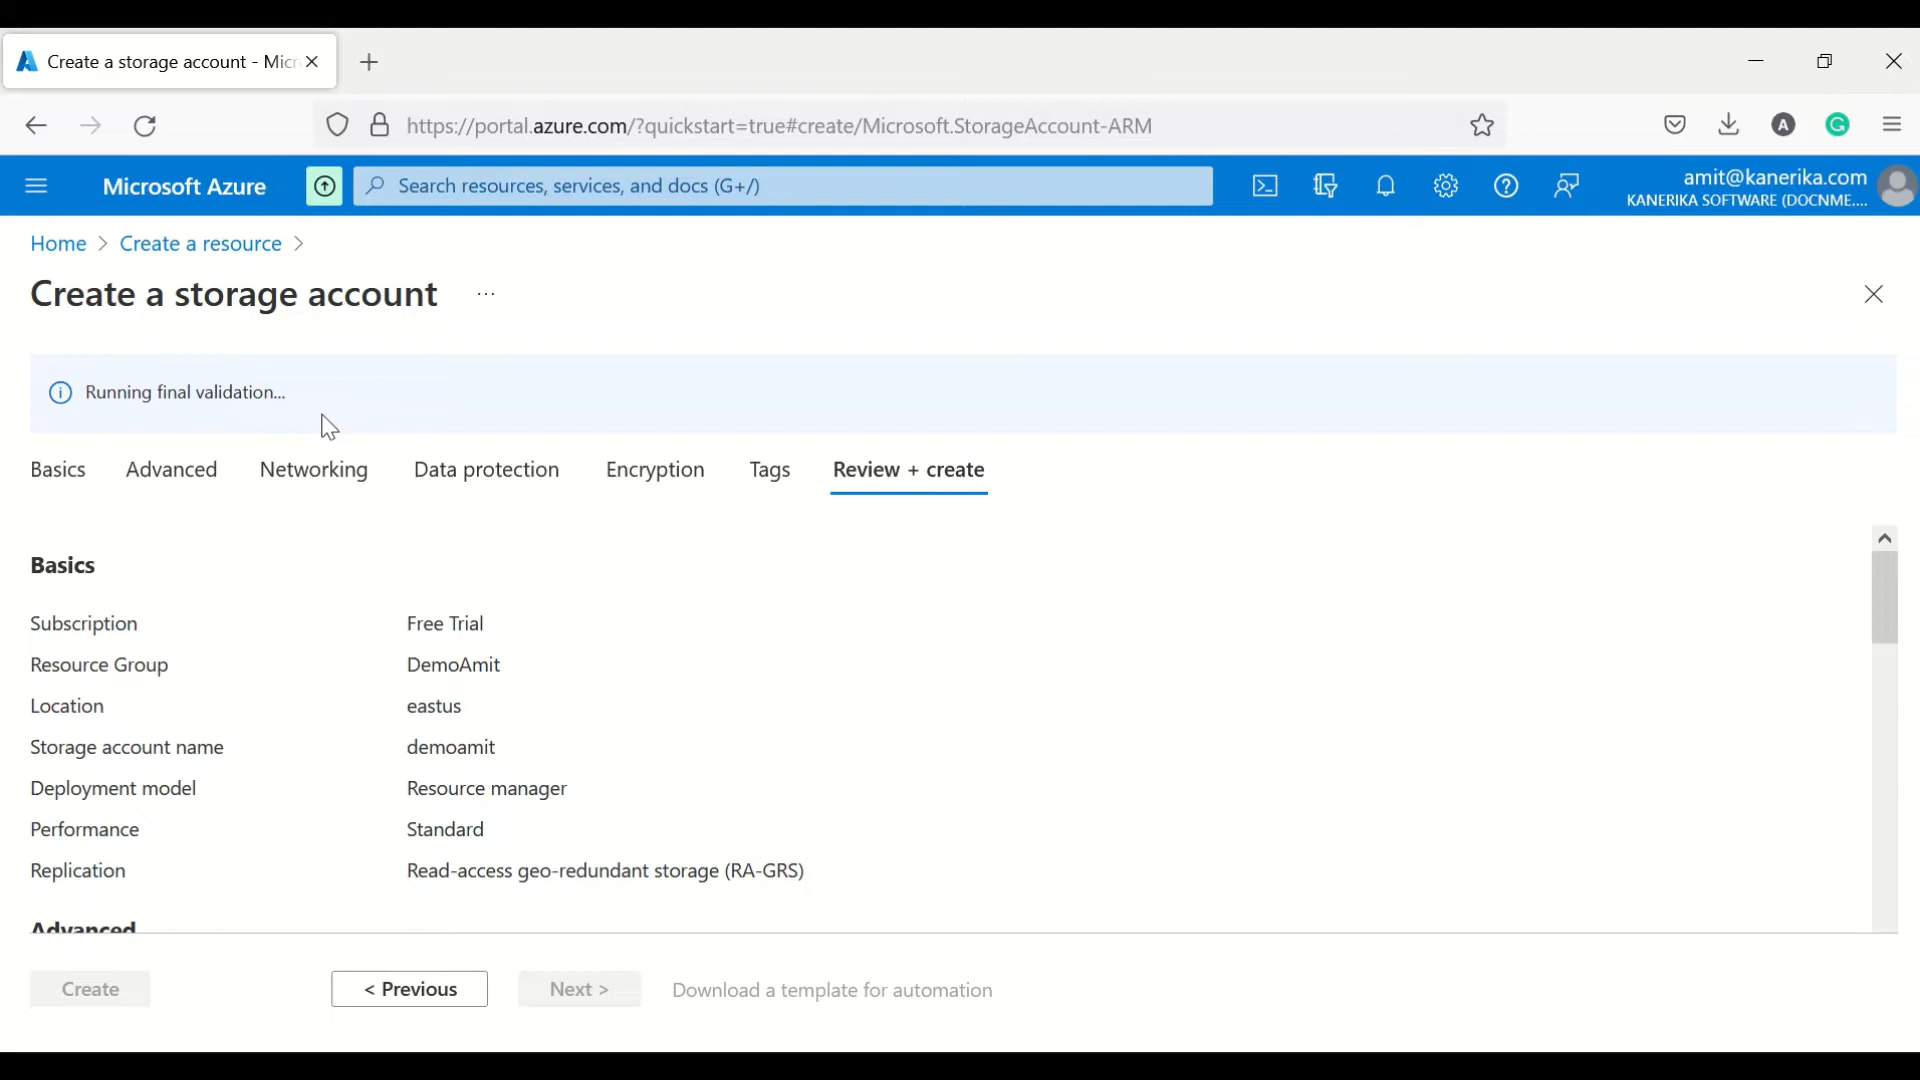 Create a storage account - Micr
https://portal.azure.com/?quickstart=true#create/Microsoft.StorageAccount-ARM
A
G
Microsoft Azure
Search resources, services, and docs (G+/)
amit@kanerika.com
KANERIKA SOFTWARE (DOCNME....
Home > Create a resource >
Create a storage account ...
Running final validation...
Basics Advanced Networking Data protection Encryption Tags Review + create
Basics
Subscription Free Trial
Resource Group DemoAmit
Location eastus
Storage account name demoamit
Deployment model Resource manager
Performance Standard
Replication Read-access geo-redundant storage (RA-GRS)
Advanced
Create < Previous Next > Download a template for automation